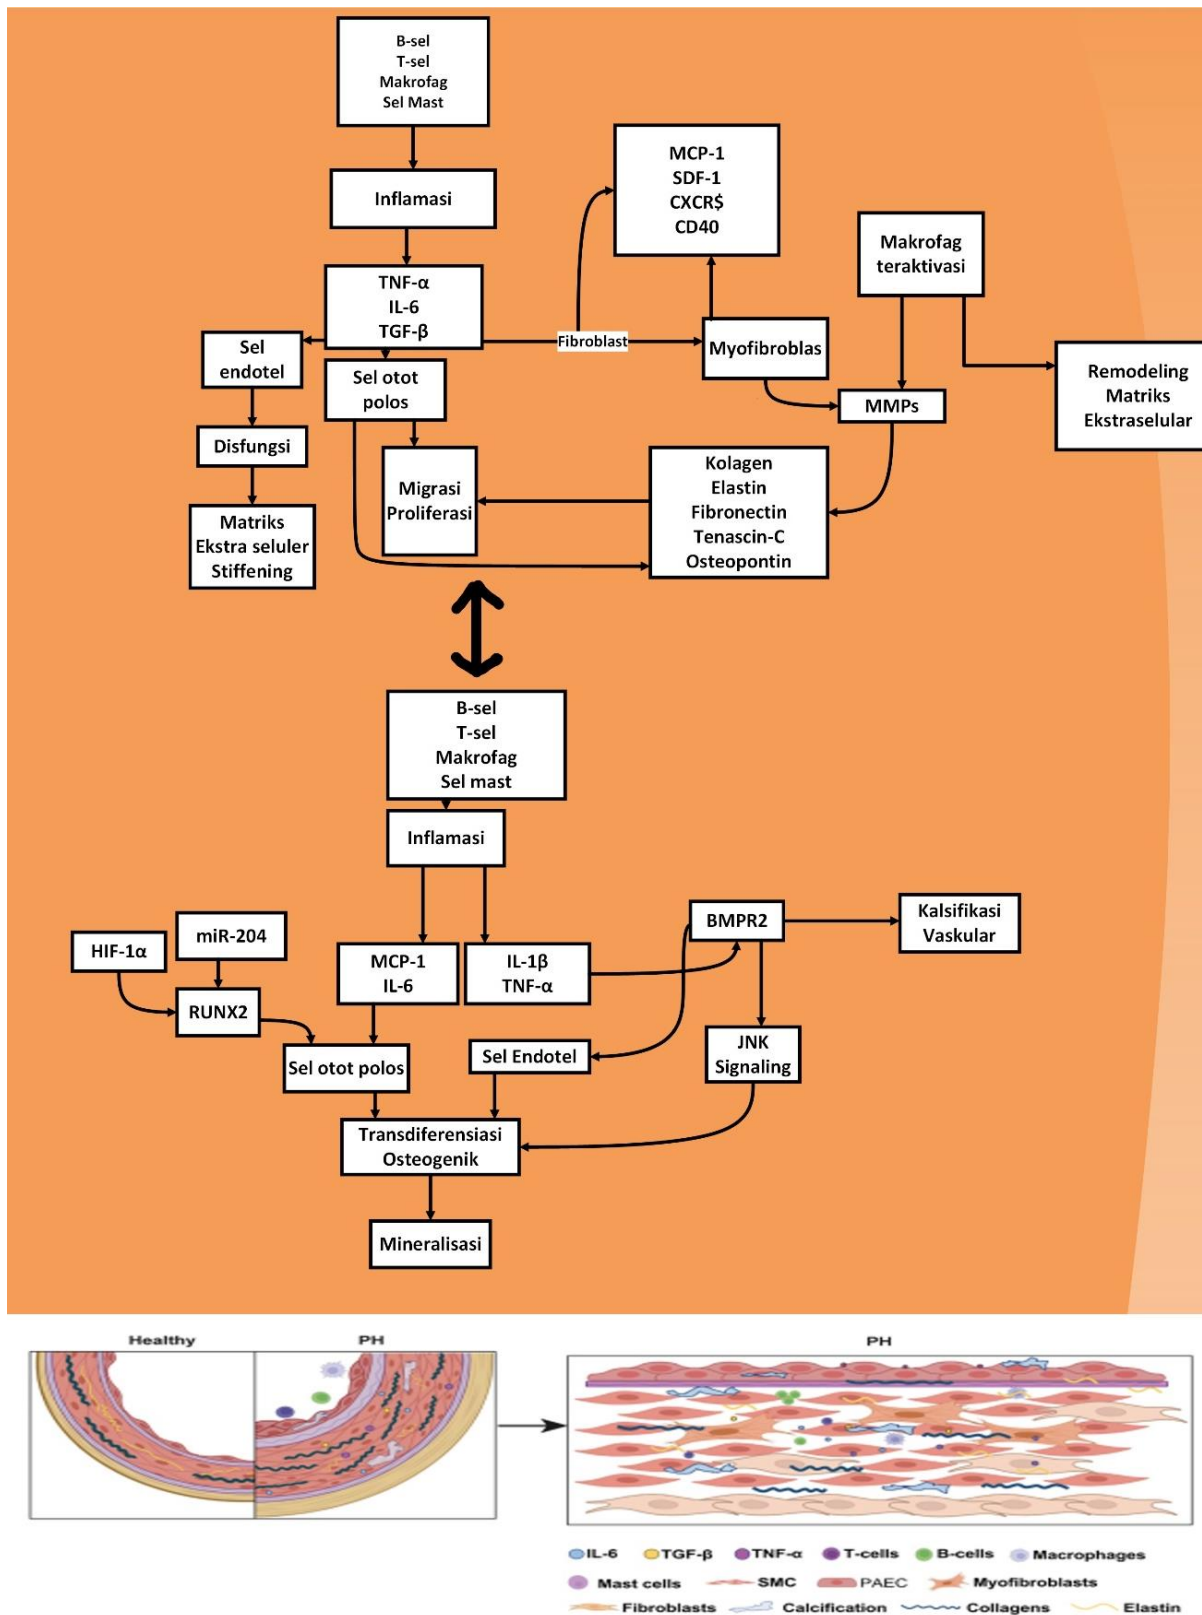 B-sel
T-sel
Makrofag
Sel Mast
Inflamasi
TNF-α
IL-6
TGF-β
MCP-1
SDF-1
CXCR$
CD40
Makrofag
teraktivasi
Sel
endotel
Sel otot
polos
Fibroblast
Myofibroblas
MMPs
Remodeling
Matriks
Ekstraselular
Disfungsi
Migrasi
Proliferasi
Kolagen
Elastin
Fibronectin
Tenascin-C
Osteopontin
Matriks
Ekstra seluler
Stiffening
B-sel
T-sel
Makrofag
Sel mast
Inflamasi
HIF-1α
miR-204
MCP-1
IL-6
IL-1β
TNF-α
BMPR2
Kalsifikasi
Vaskular
RUNX2
Sel otot polos
Sel Endotel
JNK
Signaling
Transdiferensiasi
Osteogenik
Mineralisasi
Healthy
PH
PH
IL-6
TGF-β
TNF-α
T-cells
B-cells
Macrophages
Mast cells
SMC
PAEC
Myofibroblasts
Fibroblasts
Calcification
Collagens
Elastin